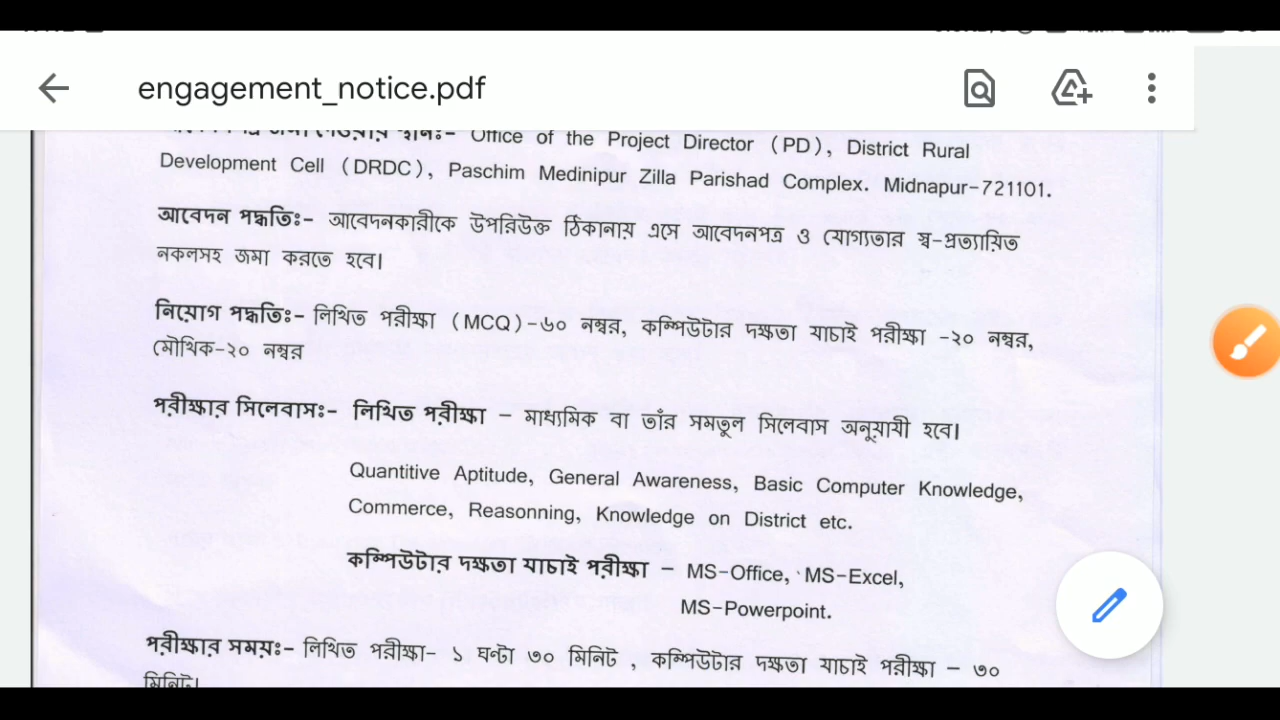 engagement_notice.pdf
Office of the Project Director (PD), District Rural
Development Cell (DRDC), Paschim Medinipur Zilla Parishad Complex. Midnapur-721101.
আবেদন পদ্ধতিঃ- আবেদনকারীকে উপরিউক্ত ঠিকানায় এসে আবেদনপত্র ও যোগ্যতার স্ব-প্রত্যায়িত
নকলসহ জমা করতে হবে।
নিয়োগ পদ্ধতিঃ- লিখিত পরীক্ষা (MCQ)-৬০ নম্বর, কম্পিউটার দক্ষতা যাচাই পরীক্ষা -২০ নম্বর,
মৌখিক-২০ নম্বর
পরীক্ষার সিলেবাসঃ- লিখিত পরীক্ষা - মাধ্যমিক বা তাঁর সমতুল সিলেবাস অনুযায়ী হবে।
Quantitive Aptitude, General Awareness, Basic Computer Knowledge,
Commerce, Reasonning, Knowledge on District etc.
কম্পিউটার দক্ষতা যাচাই পরীক্ষা - MS-Office, MS-Excel,
MS-Powerpoint.
পরীক্ষার সময়ঃ- লিখিত পরীক্ষা- ১ ঘণ্টা ৩০ মিনিট , কম্পিউটার দক্ষতা যাচাই পরীক্ষা - ৩০
মিনিট।